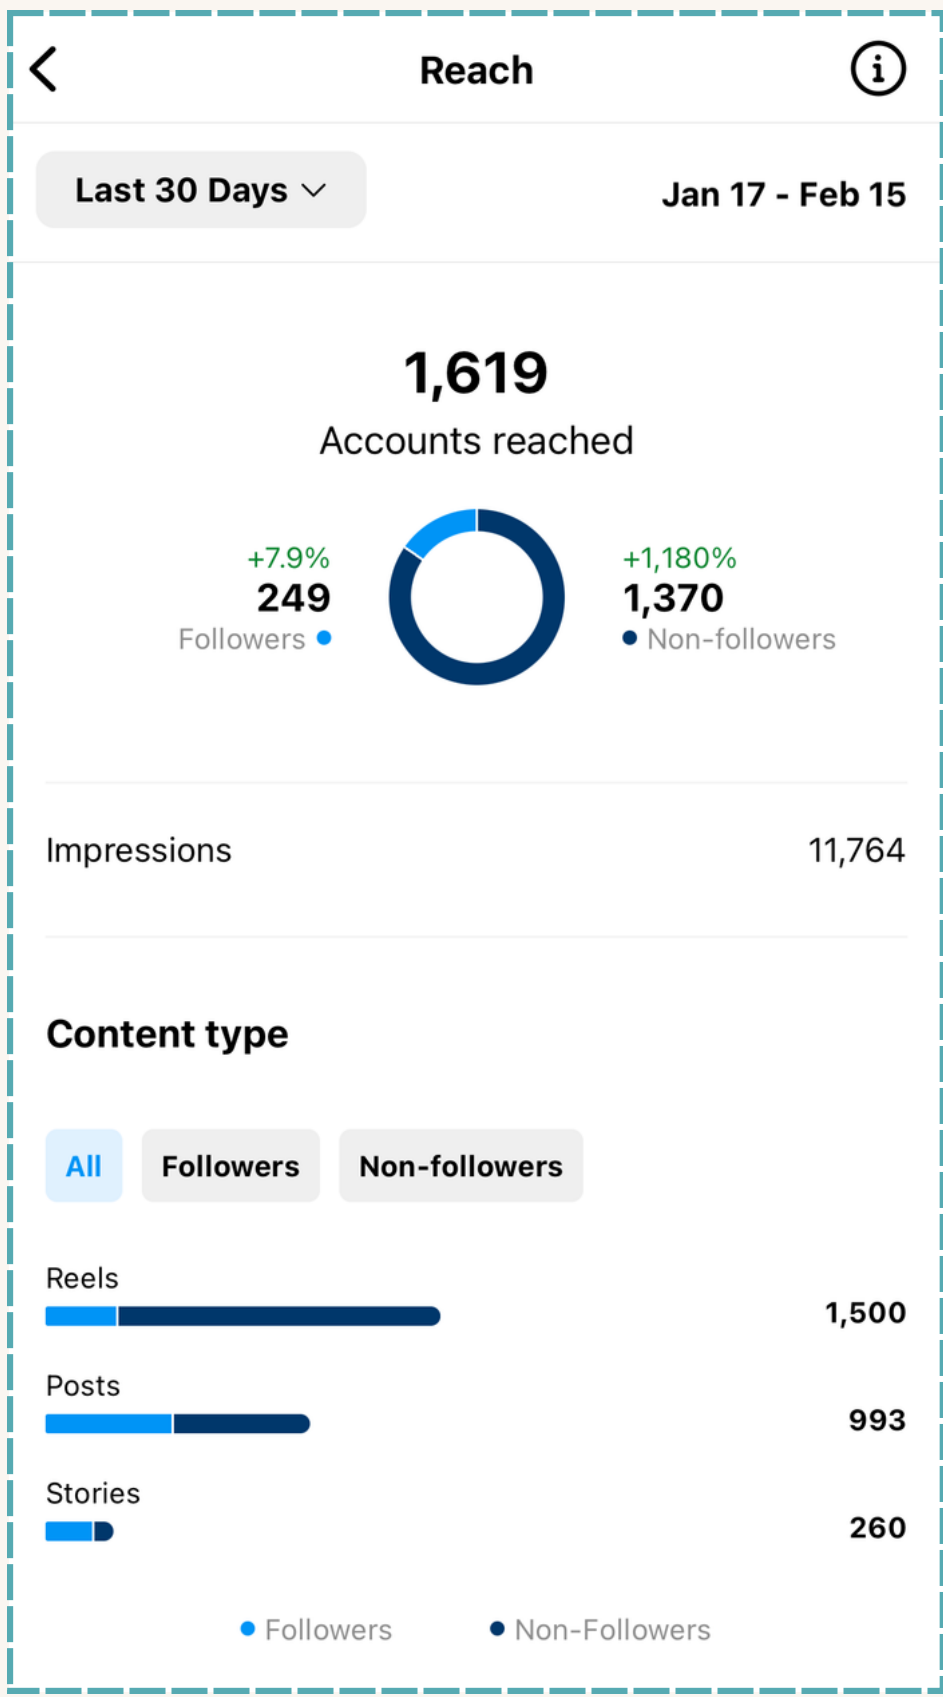 Reach
Last 30 Days
Jan 17 - Feb 15
1,619
Accounts reached
+7.9%
249
Followers
+1,180%
1,370
Non-followers
Impressions
11,764
Content type
All
Followers
Non-followers
Reels
1,500
Posts
993
Stories
260
Followers
Non-Followers